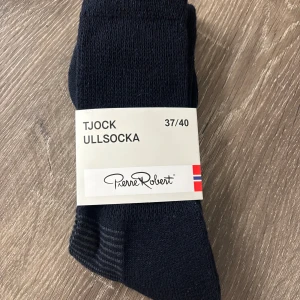 TJOCK 37/40
ULLSOCKA
Pierre Robert